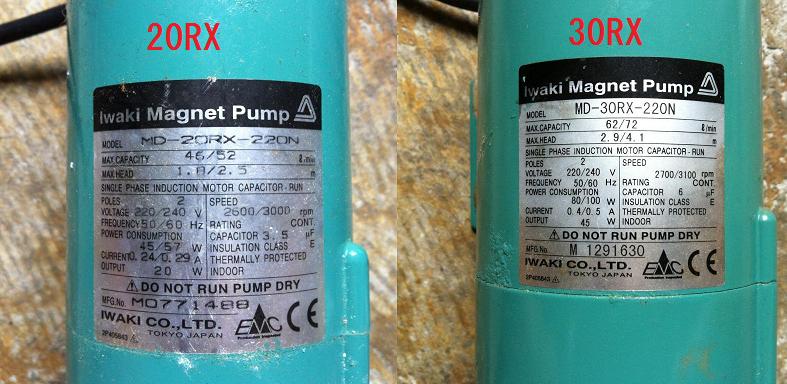 20RX
Iwaki Magnet Pump
MODEL MD-20RX-220N
MAX.CAPACITY 46/52 ℓ/min
MAX.HEAD 1.8/2.5 m
SINGLE PHASE INDUCTION MOTOR CAPACITOR-RUN
POLES 2 SPEED
VOLTAGE 220/240 V 2600/3000 rpm
FREQUENCY 50/60 Hz RATING CONT.
POWER CONSUMPTION CAPACITOR 3.5 μF
45/57 W INSULATION CLASS E
CURRENT 0.24/0.29 A THERMALLY PROTECTED
OUTPUT 20 W INDOOR
⚠ DO NOT RUN PUMP DRY
MFG.No. M0771488
IWAKI CO.,LTD.
TOKYO JAPAN
EMC CE
2P405843
30RX
Iwaki Magnet Pump
MODEL MD-30RX-220N
MAX.CAPACITY 62/72 ℓ/min
MAX.HEAD 2.9/4.1 m
SINGLE PHASE INDUCTION MOTOR CAPACITOR-RUN
POLES 2 SPEED
VOLTAGE 220/240 V 2700/3100 rpm
FREQUENCY 50/60 Hz RATING CONT.
POWER CONSUMPTION CAPACITOR 6 μF
80/100 W INSULATION CLASS E
CURRENT 0.4/0.5 A THERMALLY PROTECTED
OUTPUT 45 W INDOOR
⚠ DO NOT RUN PUMP DRY
MFG.No. M 1291630
IWAKI CO.,LTD.
TOKYO JAPAN
EMC CE
2P405843